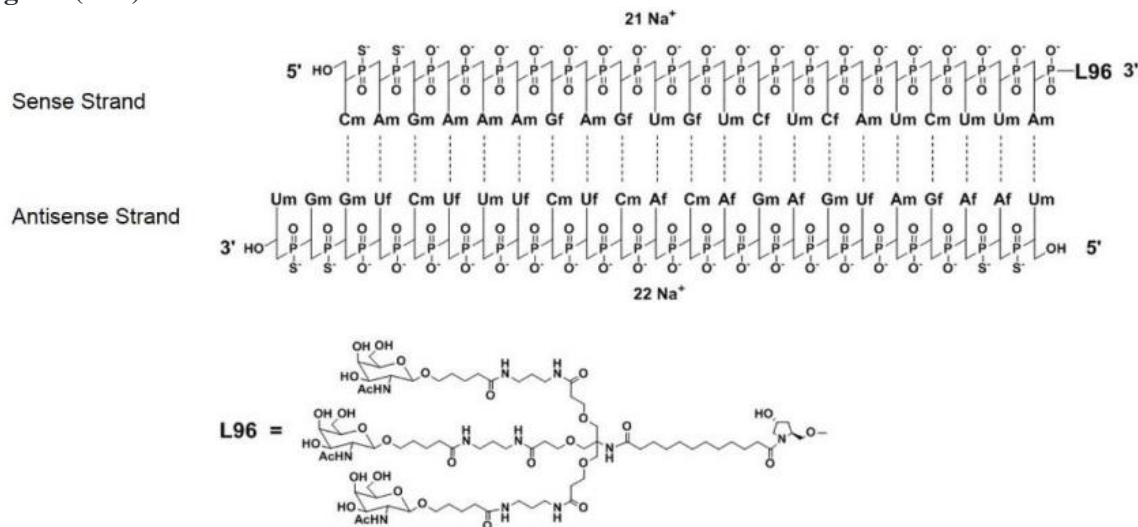 21 Na⁺
S⁻ S⁻ O⁻ O⁻ O⁻ O⁻ O⁻ O⁻ O⁻ O⁻ O⁻ O⁻ O⁻ O⁻ O⁻ O⁻ O⁻ O⁻ O⁻ O⁻ O⁻
5' HO P P P P P P P P P P P P P P P P P P P P P L96 3'
O O O O O O O O O O O O O O O O O O O O O
Sense Strand
Cm Am Gm Am Am Am Gf Am Gf Um Gf Um Cf Um Cf Am Um Cm Um Um Am
Um Gm Gm Uf Cm Uf Um Uf Cm Uf Cm Af Cm Af Gm Af Gm Uf Am Gf Af Af Um
Antisense Strand
O O O O O O O O O O O O O O O O O O O O O O
3' HO P P P P P P P P P P P P P P P P P P P P P P OH 5'
S⁻ S⁻ O⁻ O⁻ O⁻ O⁻ O⁻ O⁻ O⁻ O⁻ O⁻ O⁻ O⁻ O⁻ O⁻ O⁻ O⁻ O⁻ O⁻ O⁻ S⁻ S⁻
22 Na⁺
OH OH
O H N H N O
HO O
AcHN O O
HO
OH OH
O O
L96 = HO O H N H N O N H N O
AcHN O O O O
OH OH
O O
HO O N H N H O
AcHN O